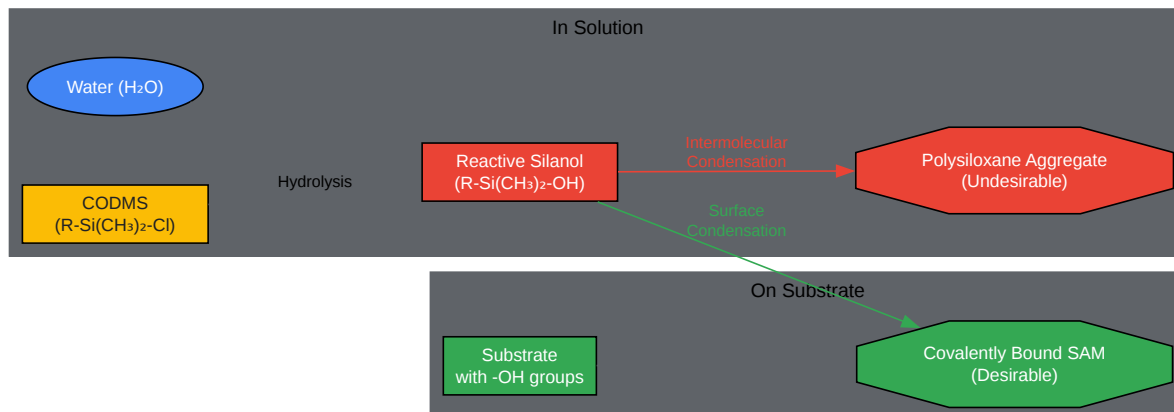 In Solution
Water (H₂O)
CODMS
(R-Si(CH₃)₂-Cl)
Hydrolysis
Reactive Silanol
(R-Si(CH₃)₂-OH)
Intermolecular
Condensation
Polysiloxane Aggregate
(Undesirable)
Surface
Condensation
On Substrate
Substrate
with -OH groups
Covalently Bound SAM
(Desirable)